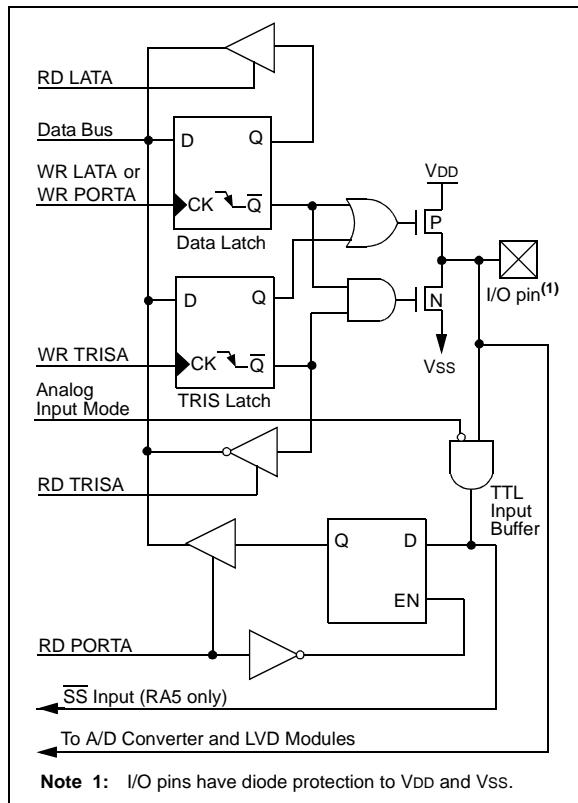 RD LATA
Data Bus
D Q
WR LATA or
WR PORTA
CK Q̅
Data Latch
VDD
P
I/O pin(1)
N
VSS
D Q
WR TRISA
CK Q̅
TRIS Latch
Analog
Input Mode
RD TRISA
TTL
Input
Buffer
Q D
EN
RD PORTA
S̅S̅ Input (RA5 only)
To A/D Converter and LVD Modules
Note 1: I/O pins have diode protection to VDD and VSS.